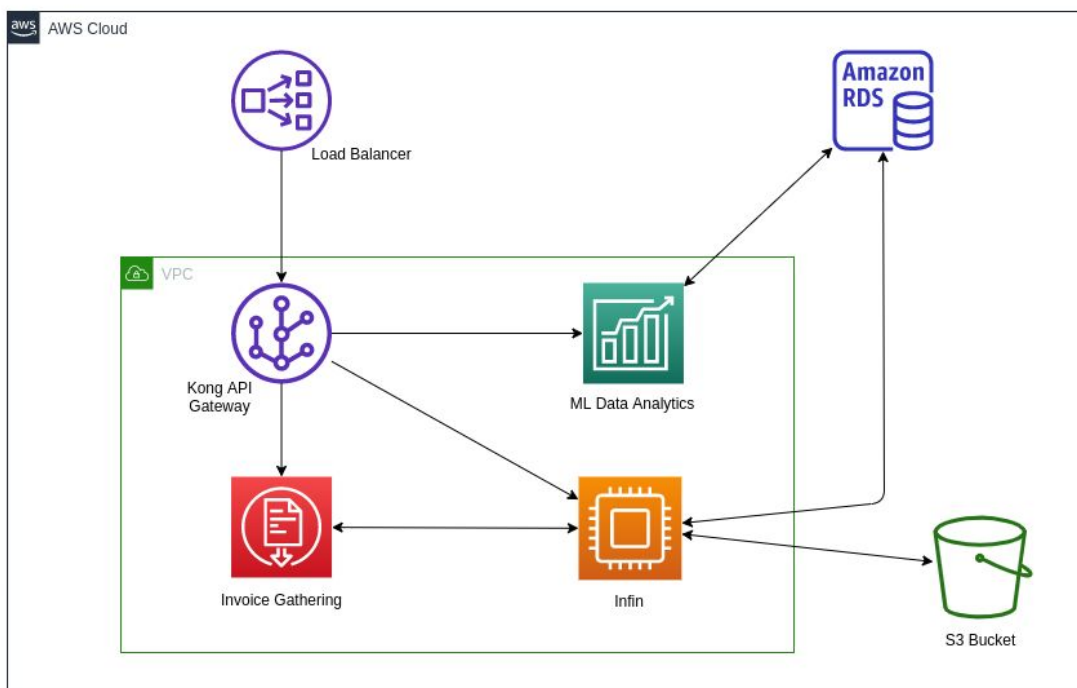 aws
AWS Cloud
Load Balancer
Amazon
RDS
VPC
Kong API
Gateway
ML Data Analytics
Invoice Gathering
Infin
S3 Bucket